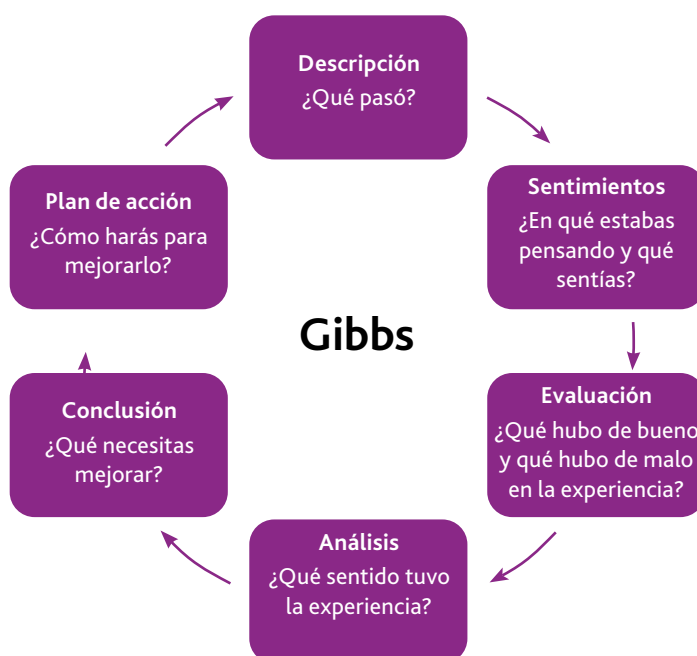 Descripción
¿Qué pasó?
Sentimientos
¿En qué estabas
pensando y qué
sentías?
Evaluación
¿Qué hubo de bueno
y qué hubo de malo
en la experiencia?
Análisis
¿Qué sentido tuvo
la experiencia?
Conclusión
¿Qué necesitas
mejorar?
Plan de acción
¿Cómo harás para
mejorarlo?
Gibbs